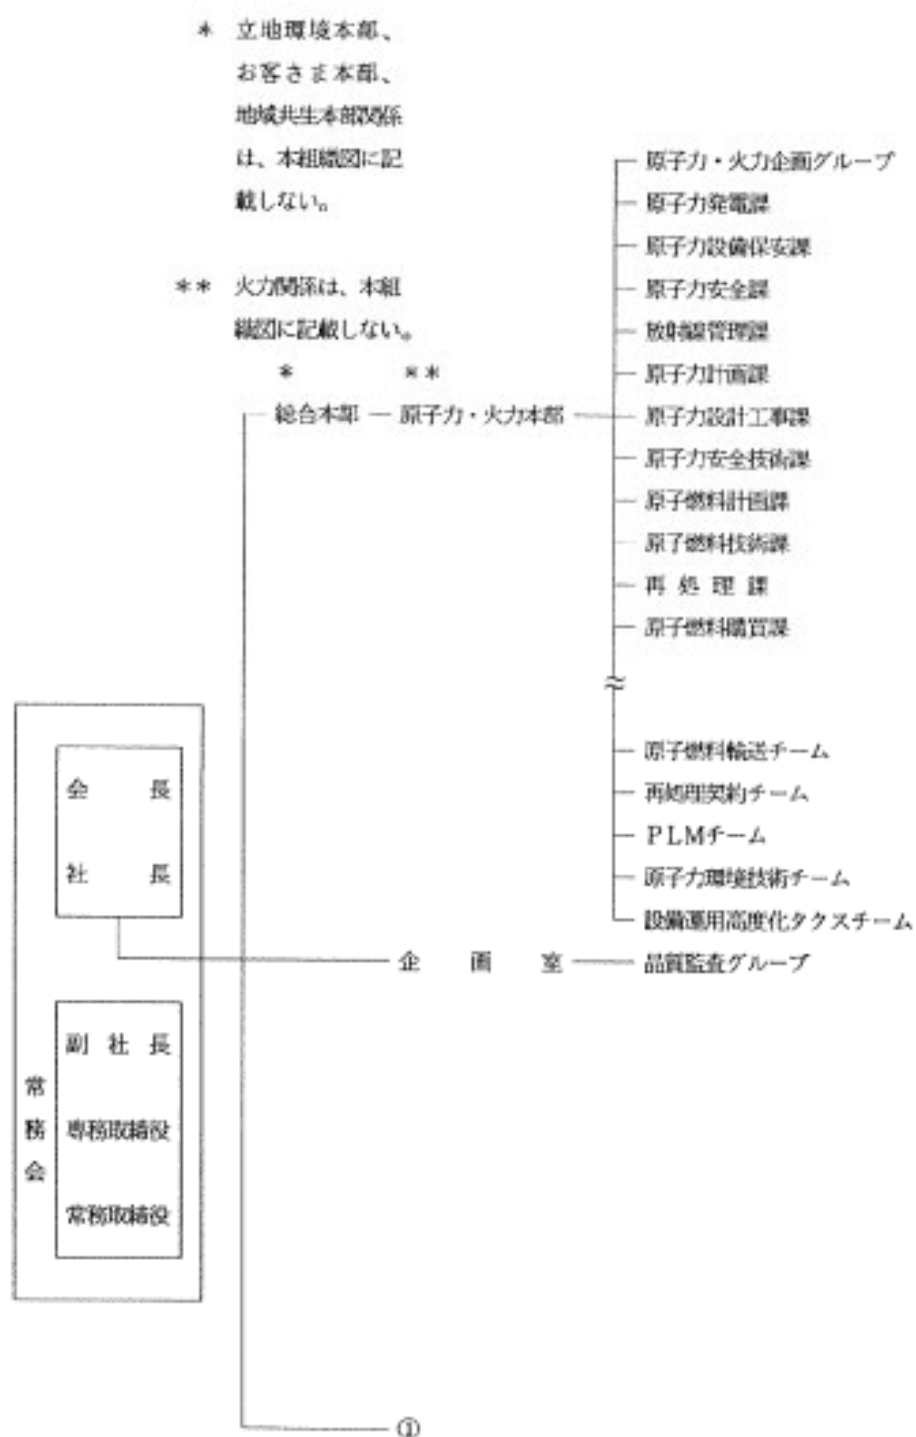 * 立地環境本部、
お客さま本部、
地域共生本部関係
は、本組織図に記
載しない。
** 火力関係は、本組
織図に記載しない。
* **
総合本部 原子力・火力本部
原子力・火力企画グループ
原子力発電課
原子力設備保安課
原子力安全課
放射線管理課
原子力計画課
原子力設計工事課
原子力安全技術課
原子燃料計画課
原子燃料技術課
再処理課
原子燃料購買課
原子燃料輸送チーム
再処理契約チーム
PLMチーム
原子力環境技術チーム
設備運用高度化タクスチーム
企画室 品質監査グループ
会長
社長
常務会
副社長
専務取締役
常務取締役
①